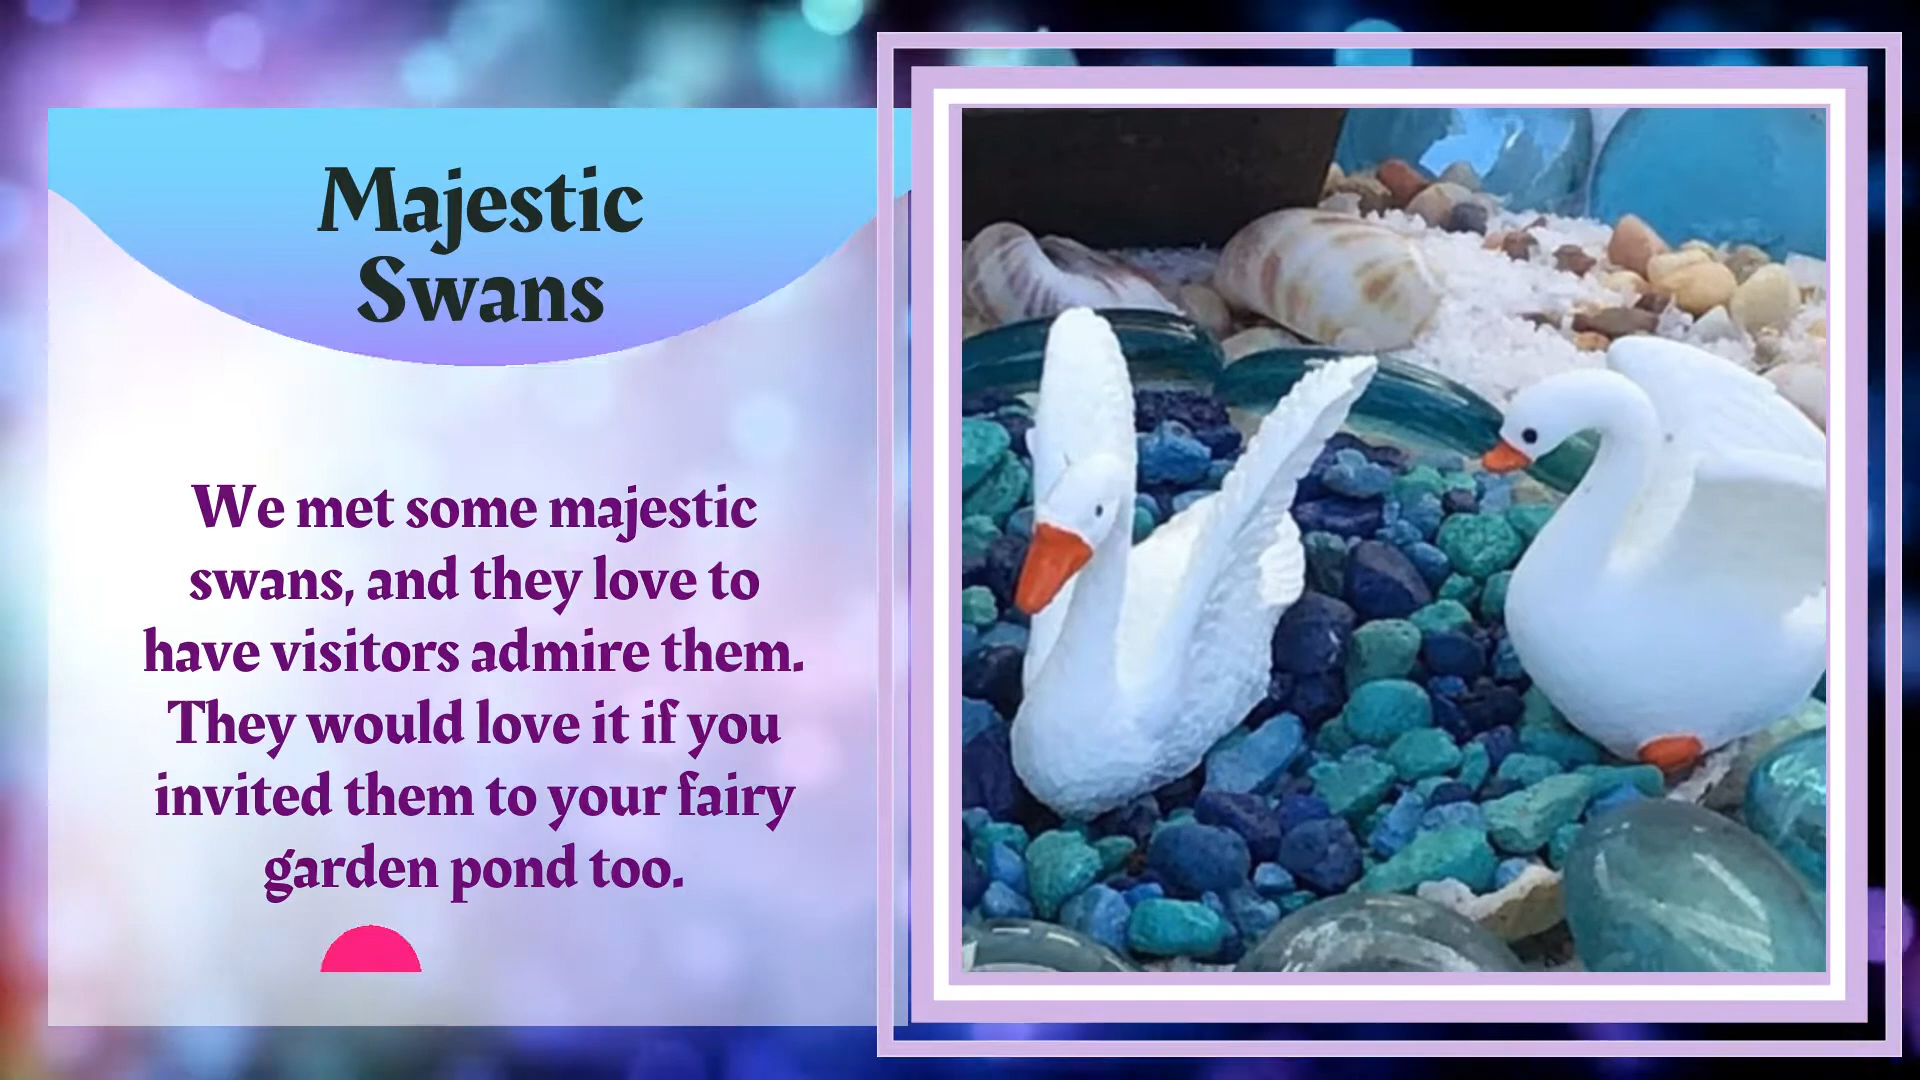 Majestic
Swans
We met some majestic
swans, and they love to
have visitors admire them.
They would love it if you
invited them to your fairy
garden pond too.